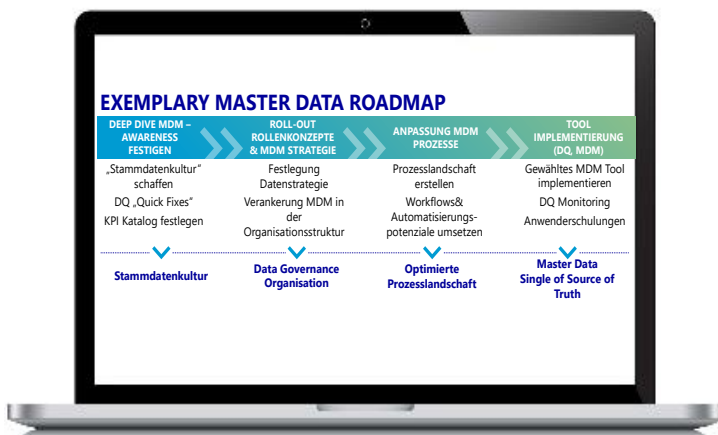 EXEMPLARY MASTER DATA ROADMAP
DEEP DIVE MDM –
AWARENESS
FESTIGEN
ROLL-OUT
ROLLENKONZEPTE
& MDM STRATEGIE
ANPASSUNG MDM
PROZESSE
TOOL
IMPLEMENTIERUNG
(DQ, MDM)
„Stammdatenkultur"
schaffen
DQ „Quick Fixes"
KPI Katalog festlegen
Festlegung
Datenstrategie
Verankerung MDM in
der
Organisationsstruktur
Prozesslandschaft
erstellen
Workflows&
Automatisierungs-
potenziale umsetzen
Gewähltes MDM Tool
implementieren
DQ Monitoring
Anwenderschulungen
Stammdatenkultur
Data Governance
Organisation
Optimierte
Prozesslandschaft
Master Data
Single of Source of
Truth